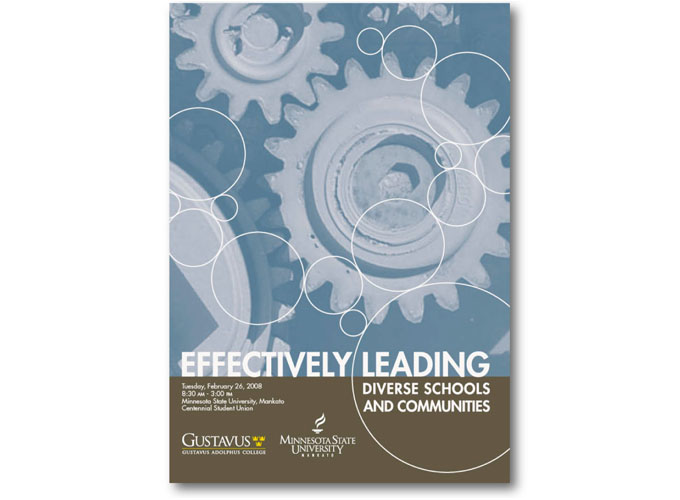 EFFECTIVELY LEADING
DIVERSE SCHOOLS
AND COMMUNITIES
Tuesday, February 26, 2008
8:30 AM - 3:00 PM
Minnesota State University, Mankato
Centennial Student Union
GUSTAVUS
GUSTAVUS ADOLPHUS COLLEGE
MINNESOTA STATE
UNIVERSITY
MANKATO